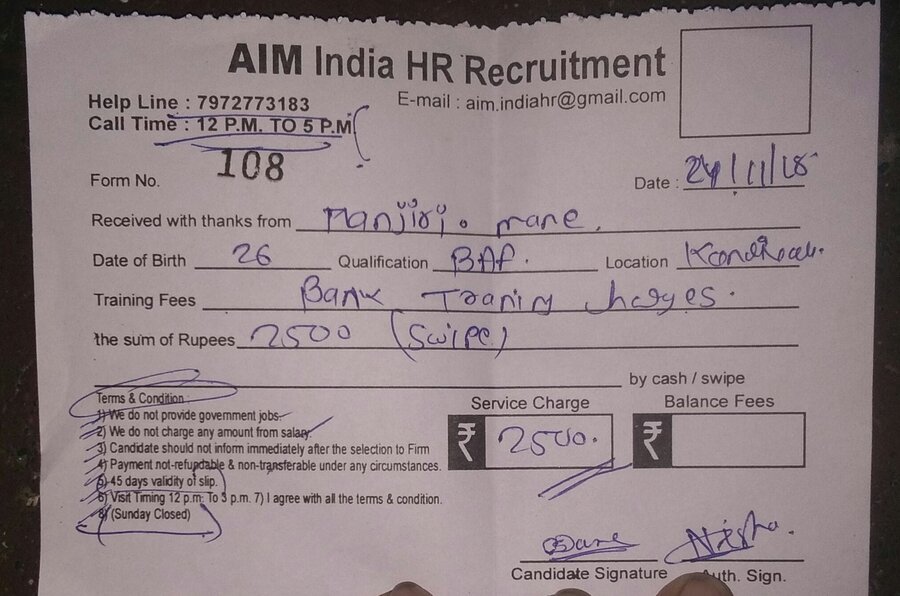 AIM India HR Recruitment
Help Line : 7972773183
E-mail : aim.indiahr@gmail.com
Call Time : 12 P.M. TO 5 P.M
Form No. 108
Date : 24/11/18
Received with thanks from Manjiri . mane.
Date of Birth 26 Qualification BAF. Location
Training Fees Bank Traning charges.
the sum of Rupees 2500 (Swipe)
by cash / swipe
Terms & Condition :
1) We do not provide government jobs.
2) We do not charge any amount from salary.
3) Candidate should not inform immediately after the selection to Firm
4) Payment not-refundable & non-transferable under any circumstances.
5) 45 days validity of slip.
6) Visit Timing 12 p.m. To 3 p.m. 7) I agree with all the terms & condition.
8) (Sunday Closed)
Service Charge
₹ 2500.
Balance Fees
₹
Nisha.
Candidate Signature Auth. Sign.